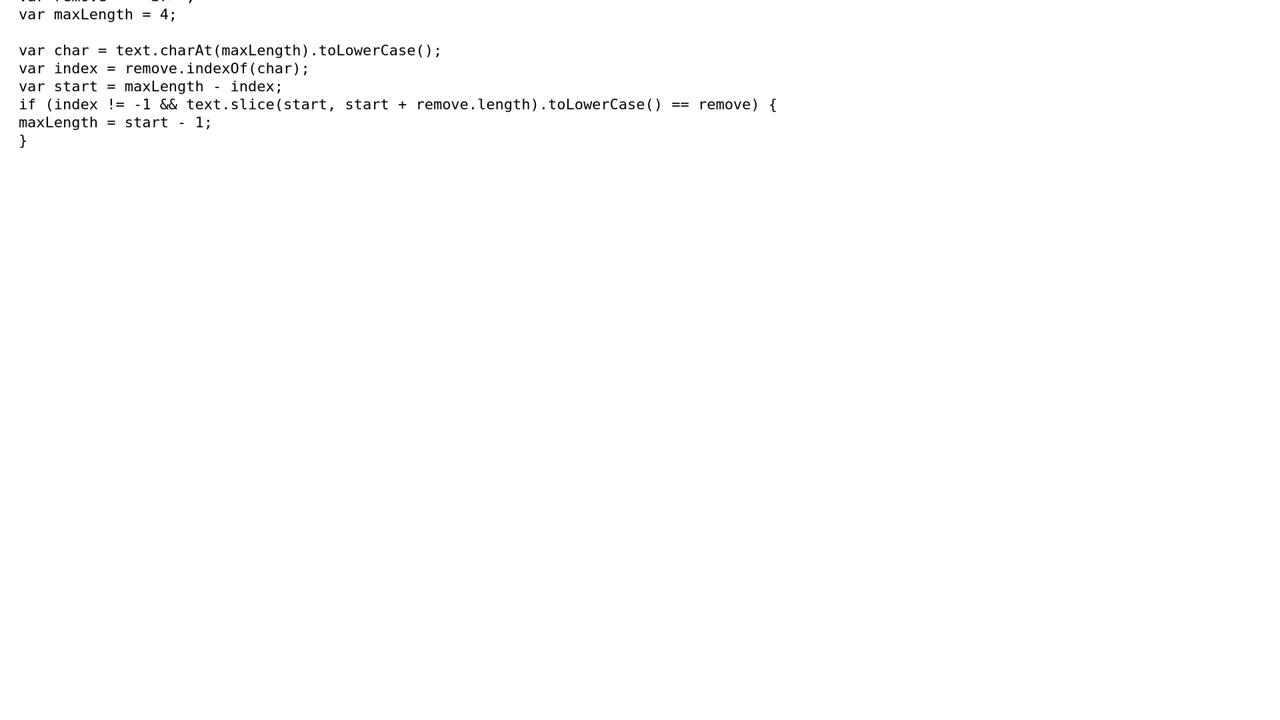 var maxLength = 4;
var char = text.charAt(maxLength).toLowerCase();
var index = remove.indexOf(char);
var start = maxLength - index;
if (index != -1 && text.slice(start, start + remove.length).toLowerCase() == remove) {
maxLength = start - 1;
}